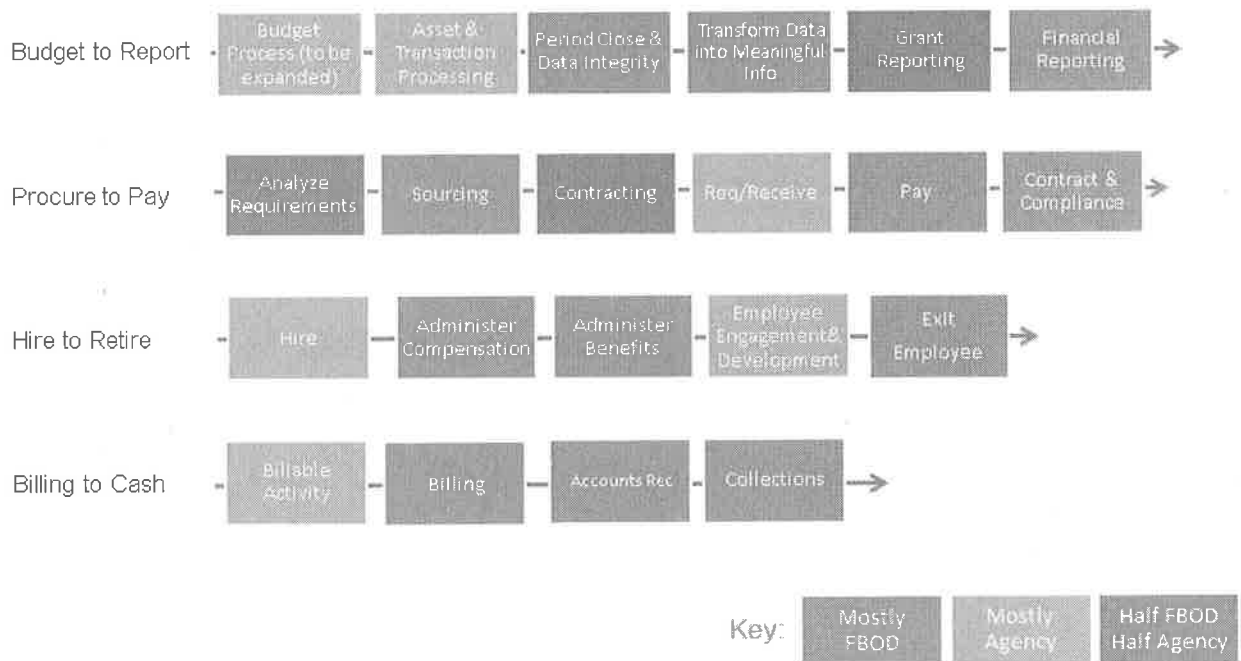 Budget to Report
Budget
Process (to be
expanded)
Asset &
Transaction
Processing
Period Close &
Data Integrity
Transform Data
into Meaningful
Info
Grant
Reporting
Financial
Reporting
Procure to Pay
Analyze
Requirements
Sourcing
Contracting
Req/Receive
Pay
Contract &
Compliance
Hire to Retire
Hire
Administer
Compensation
Administer
Benefits
Employee
Engagement&
Development
Exit
Employee
Billing to Cash
Billable
Activity
Billing
Accounts Rec
Collections
Key:
Mostly
FBOD
Mostly
Agency
Half FBOD
Half Agency